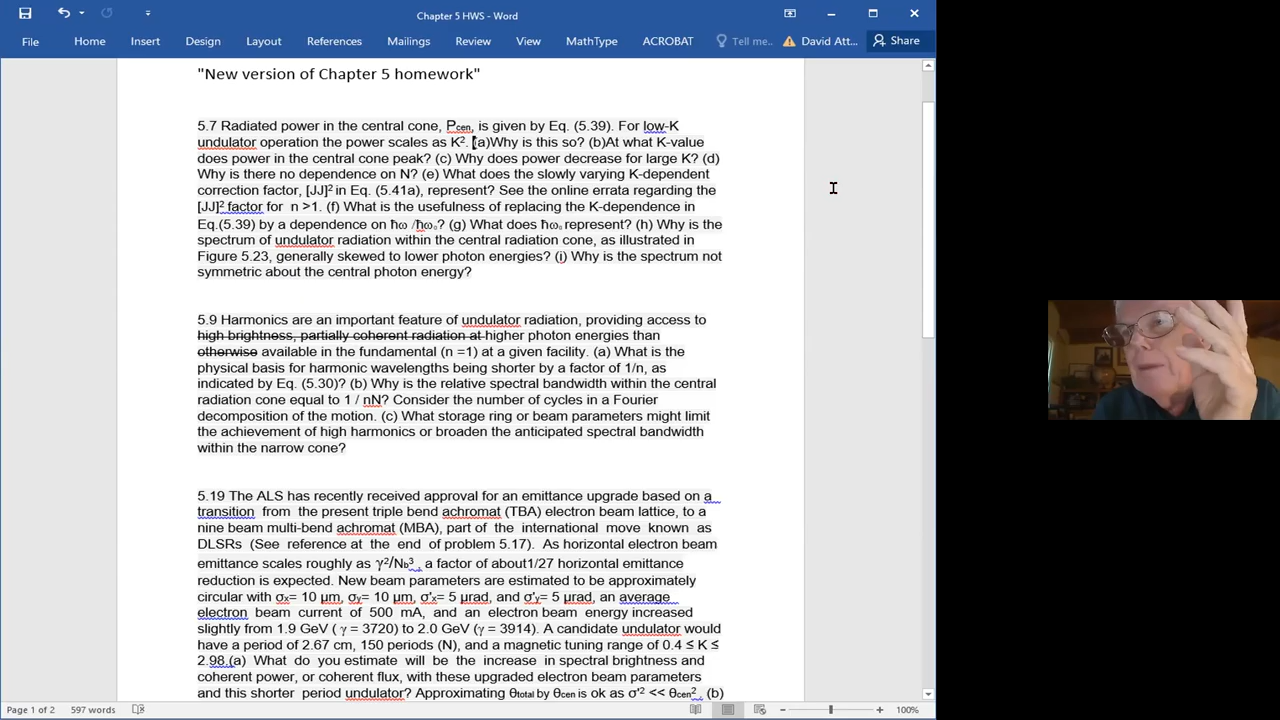 Chapter 5 HWS - Word
File Home Insert Design Layout References Mailings Review View MathType ACROBAT Tell me... David Att... Share
"New version of Chapter 5 homework"
5.7 Radiated power in the central cone, Pcen, is given by Eq. (5.39). For low-K
undulator operation the power scales as K². (a)Why is this so? (b)At what K-value
does power in the central cone peak? (c) Why does power decrease for large K? (d)
Why is there no dependence on N? (e) What does the slowly varying K-dependent
correction factor, [JJ]² in Eq. (5.41a), represent? See the online errata regarding the
[JJ]² factor for n >1. (f) What is the usefulness of replacing the K-dependence in
Eq.(5.39) by a dependence on ħω /ħω₀? (g) What does ħω₀ represent? (h) Why is the
spectrum of undulator radiation within the central radiation cone, as illustrated in
Figure 5.23, generally skewed to lower photon energies? (i) Why is the spectrum not
symmetric about the central photon energy?
5.9 Harmonics are an important feature of undulator radiation, providing access to
high brightness, partially coherent radiation at higher photon energies than
otherwise available in the fundamental (n =1) at a given facility. (a) What is the
physical basis for harmonic wavelengths being shorter by a factor of 1/n, as
indicated by Eq. (5.30)? (b) Why is the relative spectral bandwidth within the central
radiation cone equal to 1 / nN? Consider the number of cycles in a Fourier
decomposition of the motion. (c) What storage ring or beam parameters might limit
the achievement of high harmonics or broaden the anticipated spectral bandwidth
within the narrow cone?
5.19 The ALS has recently received approval for an emittance upgrade based on a
transition from the present triple bend achromat (TBA) electron beam lattice, to a
nine beam multi-bend achromat (MBA), part of the international move known as
DLSRs (See reference at the end of problem 5.17). As horizontal electron beam
emittance scales roughly as γ²/Nb³, a factor of about1/27 horizontal emittance
reduction is expected. New beam parameters are estimated to be approximately
circular with σx= 10 μm, σy= 10 μm, σ'x= 5 μrad, and σ'y= 5 μrad, an average
electron beam current of 500 mA, and an electron beam energy increased
slightly from 1.9 GeV ( γ = 3720) to 2.0 GeV (γ = 3914). A candidate undulator would
have a period of 2.67 cm, 150 periods (N), and a magnetic tuning range of 0.4 ≤ K ≤
2.98.(a) What do you estimate will be the increase in spectral brightness and
coherent power, or coherent flux, with these upgraded electron beam parameters
and this shorter period undulator? Approximating θtotal by θcen is ok as σ'² << θcen², (b)
Page 1 of 2 597 words 100%